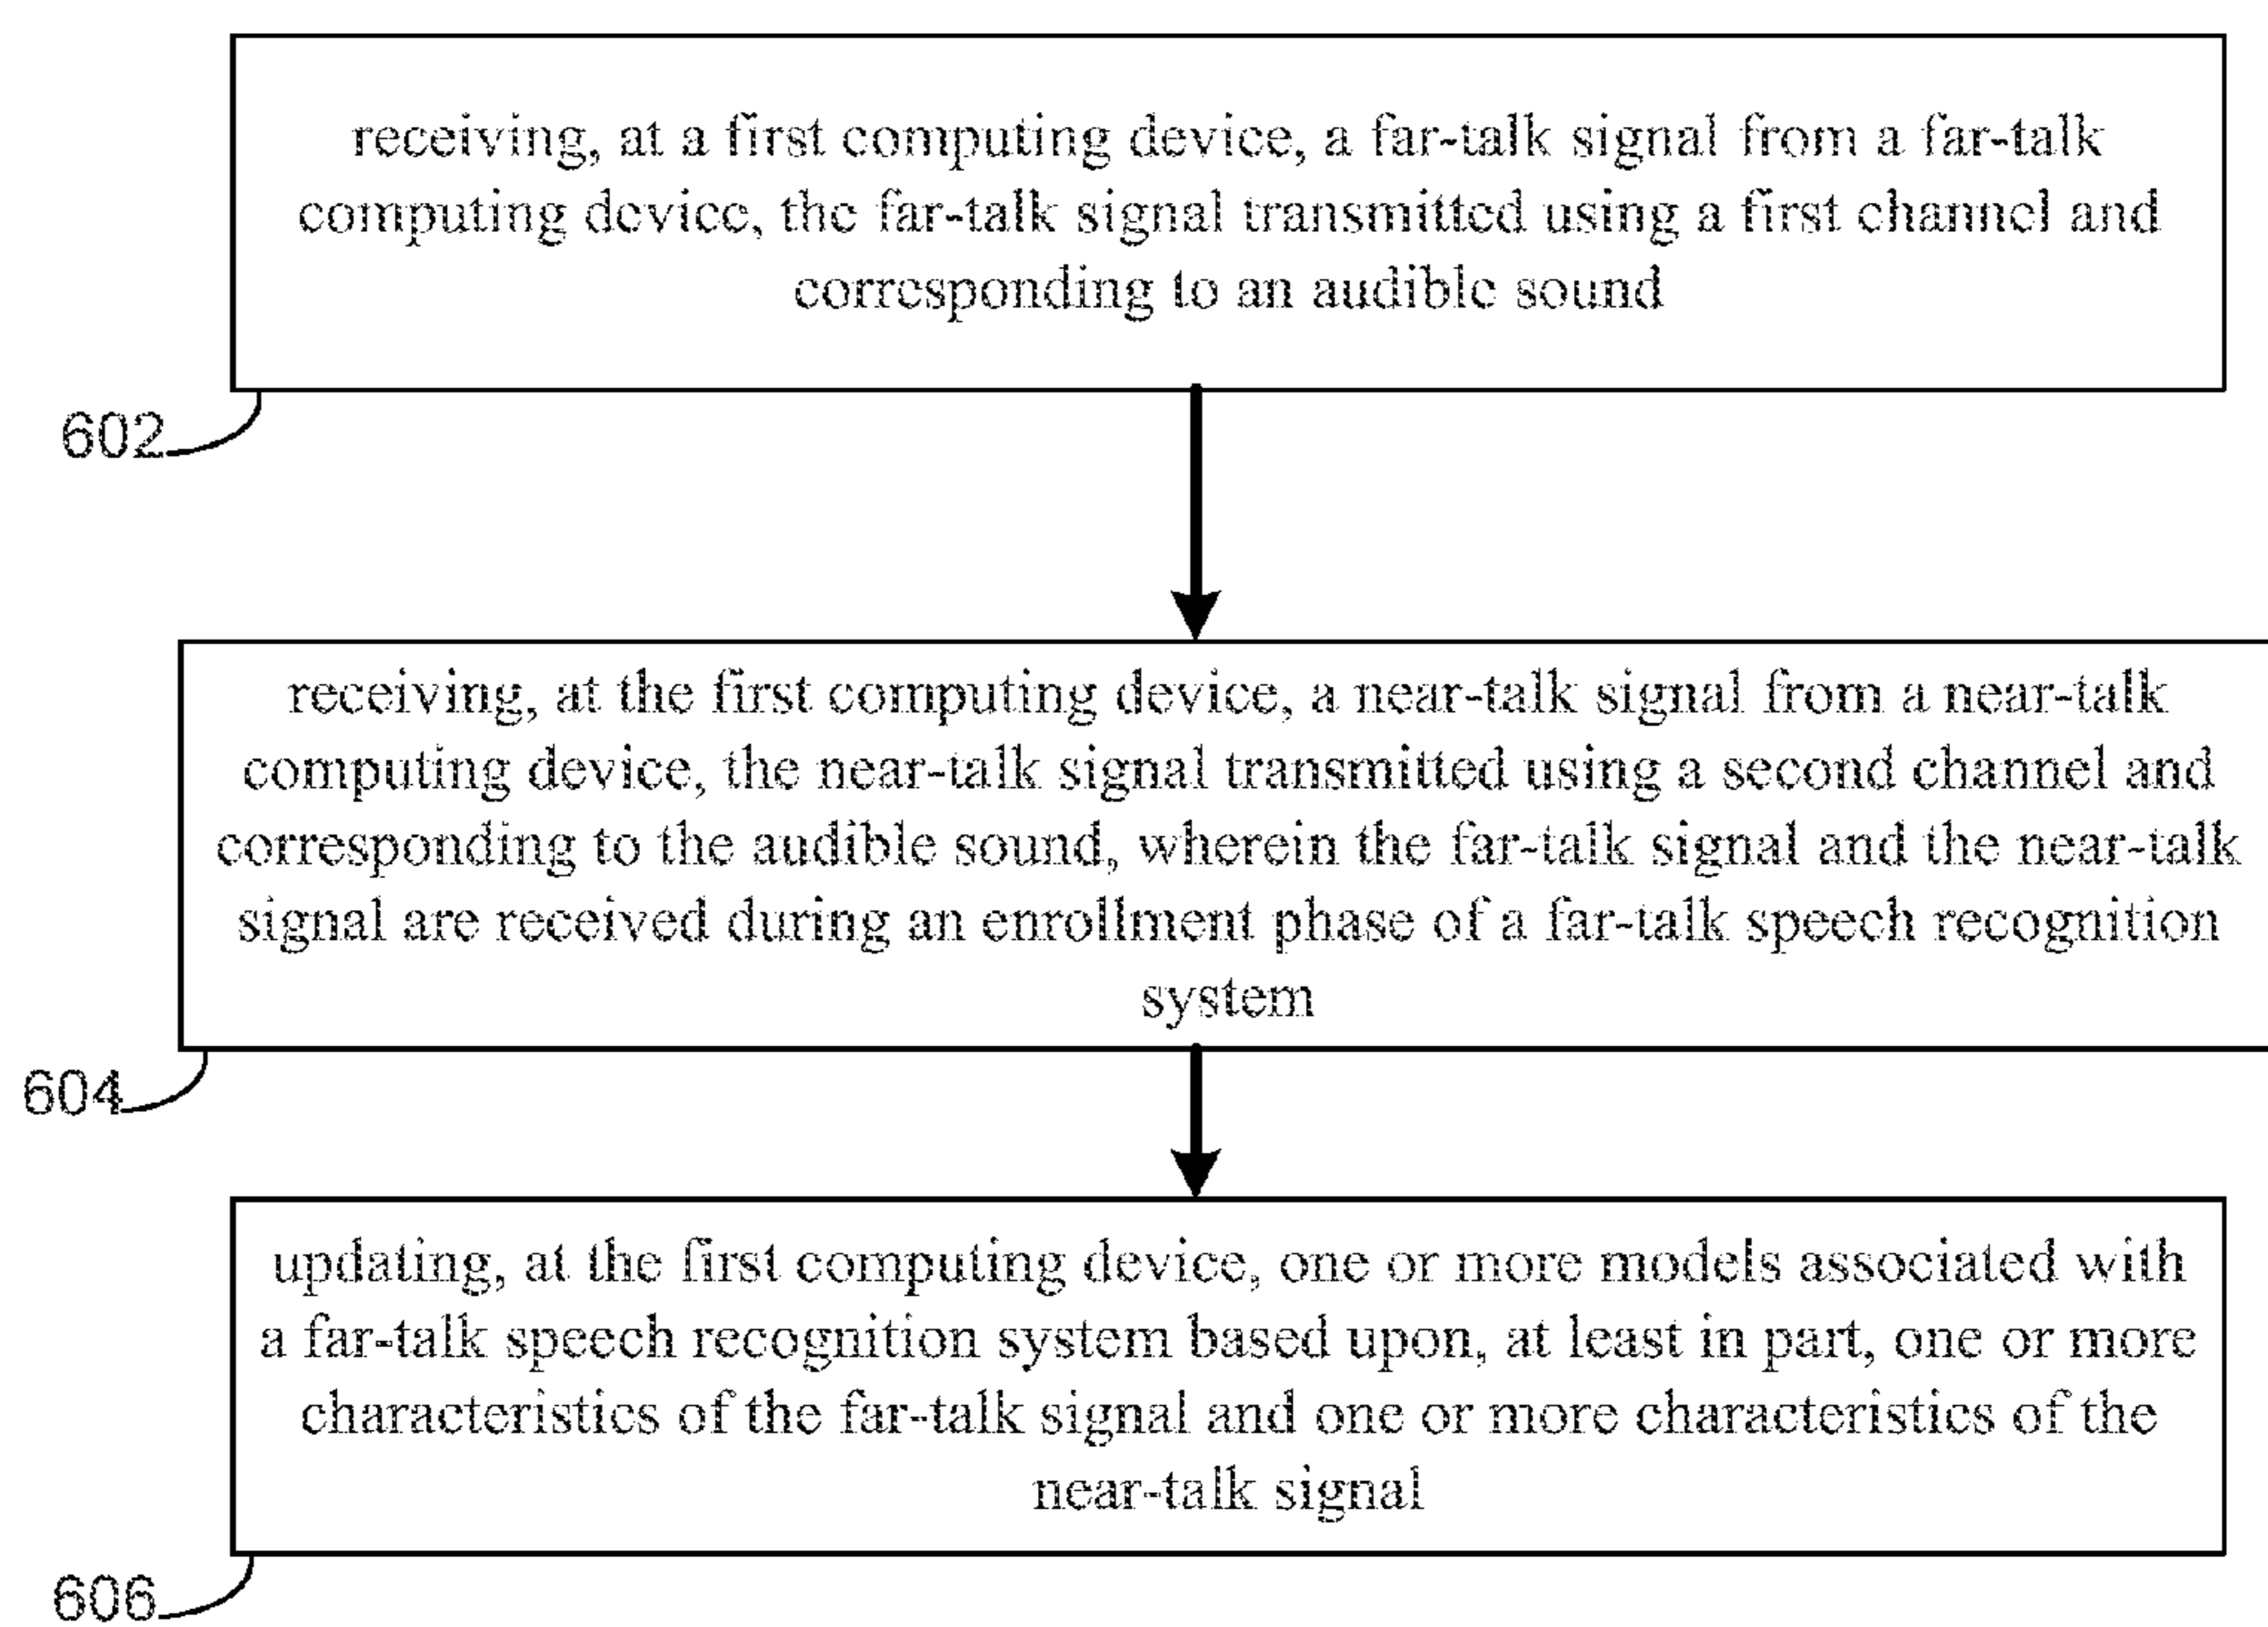 receiving, at a first computing device, a far-talk signal from a far-talk
computing device, the far-talk signal transmitted using a first channel and
corresponding to an audible sound
602
receiving, at the first computing device, a near-talk signal from a near-talk
computing device, the near-talk signal transmitted using a second channel and
corresponding to the audible sound, wherein the far-talk signal and the near-talk
signal are received during an enrollment phase of a far-talk speech recognition
system
604
updating, at the first computing device, one or more models associated with
a far-talk speech recognition system based upon, at least in part, one or more
characteristics of the far-talk signal and one or more characteristics of the
near-talk signal
606